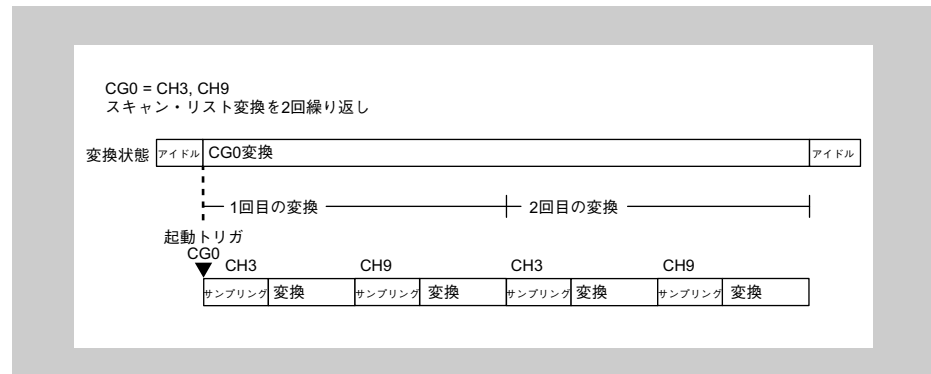 CG0 = CH3, CH9
スキャン・リスト変換を2回繰り返し
変換状態 アイドル CG0変換 アイドル
1回目の変換 2回目の変換
起動トリガ
CG0
CH3 CH9 CH3 CH9
サンプリング 変換 サンプリング 変換 サンプリング 変換 サンプリング 変換